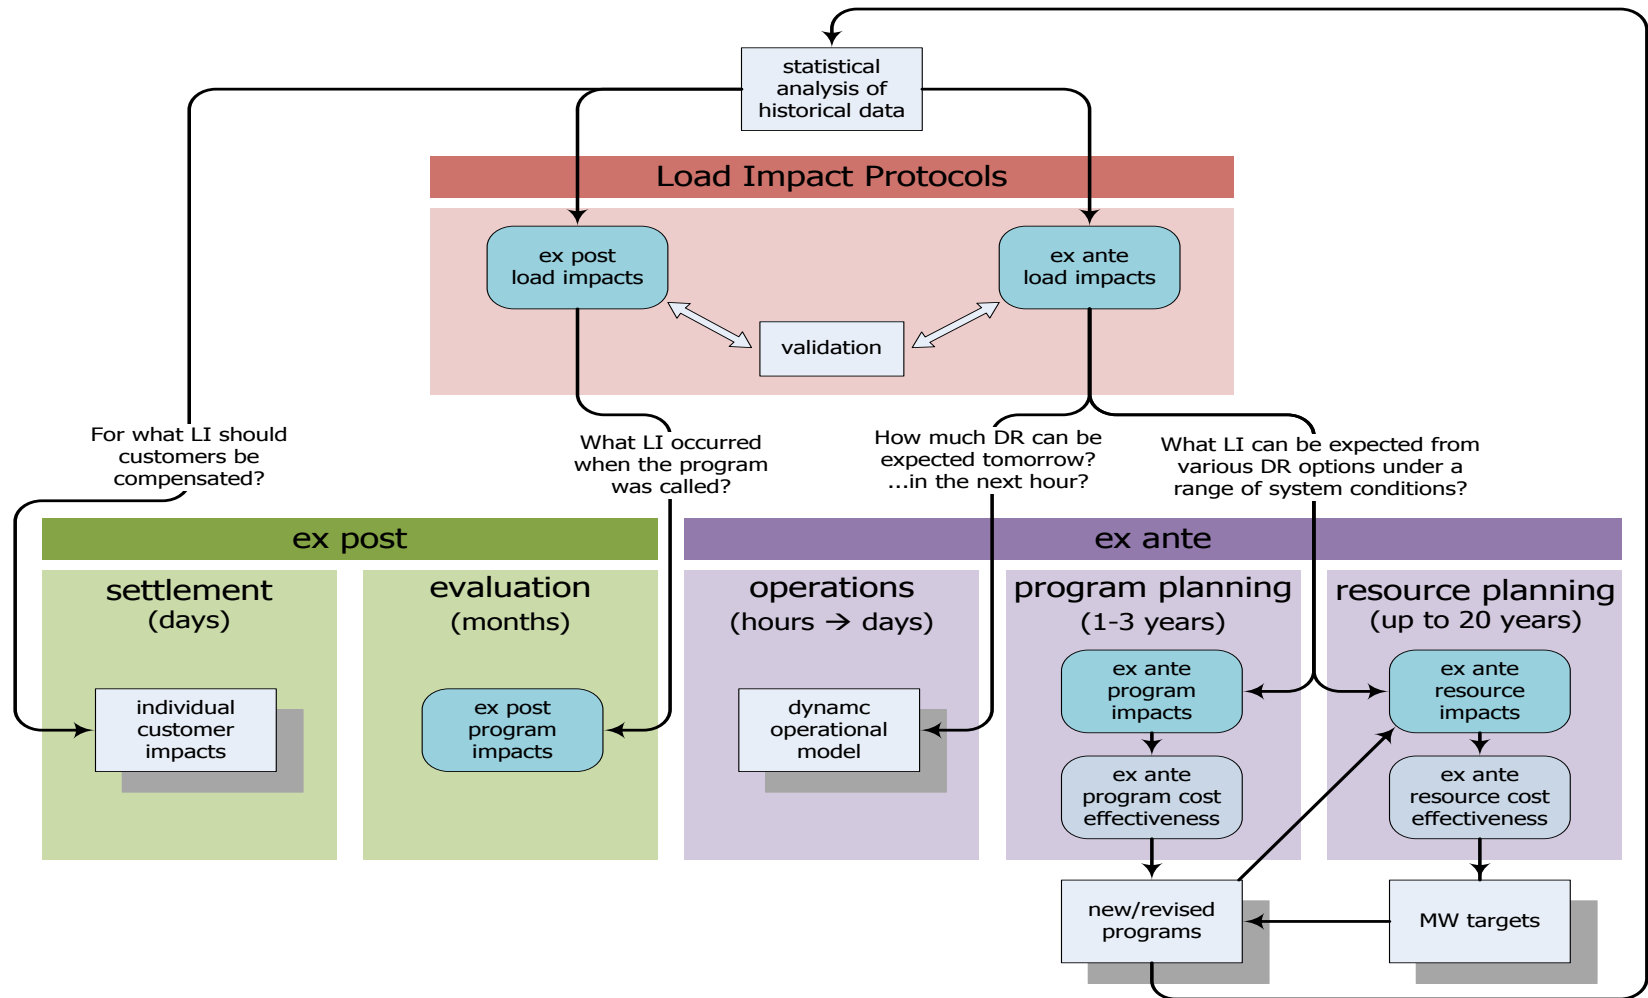 statistical
analysis of
historical data
Load Impact Protocols
ex post
load impacts
ex ante
load impacts
validation
For what LI should
customers be
compensated?
What LI occurred
when the program
was called?
How much DR can be
expected tomorrow?
...in the next hour?
What LI can be expected from
various DR options under a
range of system conditions?
ex post
ex ante
settlement
(days)
evaluation
(months)
operations
(hours → days)
program planning
(1-3 years)
resource planning
(up to 20 years)
individual
customer
impacts
ex post
program
impacts
dynamc
operational
model
ex ante
program
impacts
ex ante
resource
impacts
ex ante
program cost
effectiveness
ex ante
resource cost
effectiveness
new/revised
programs
MW targets